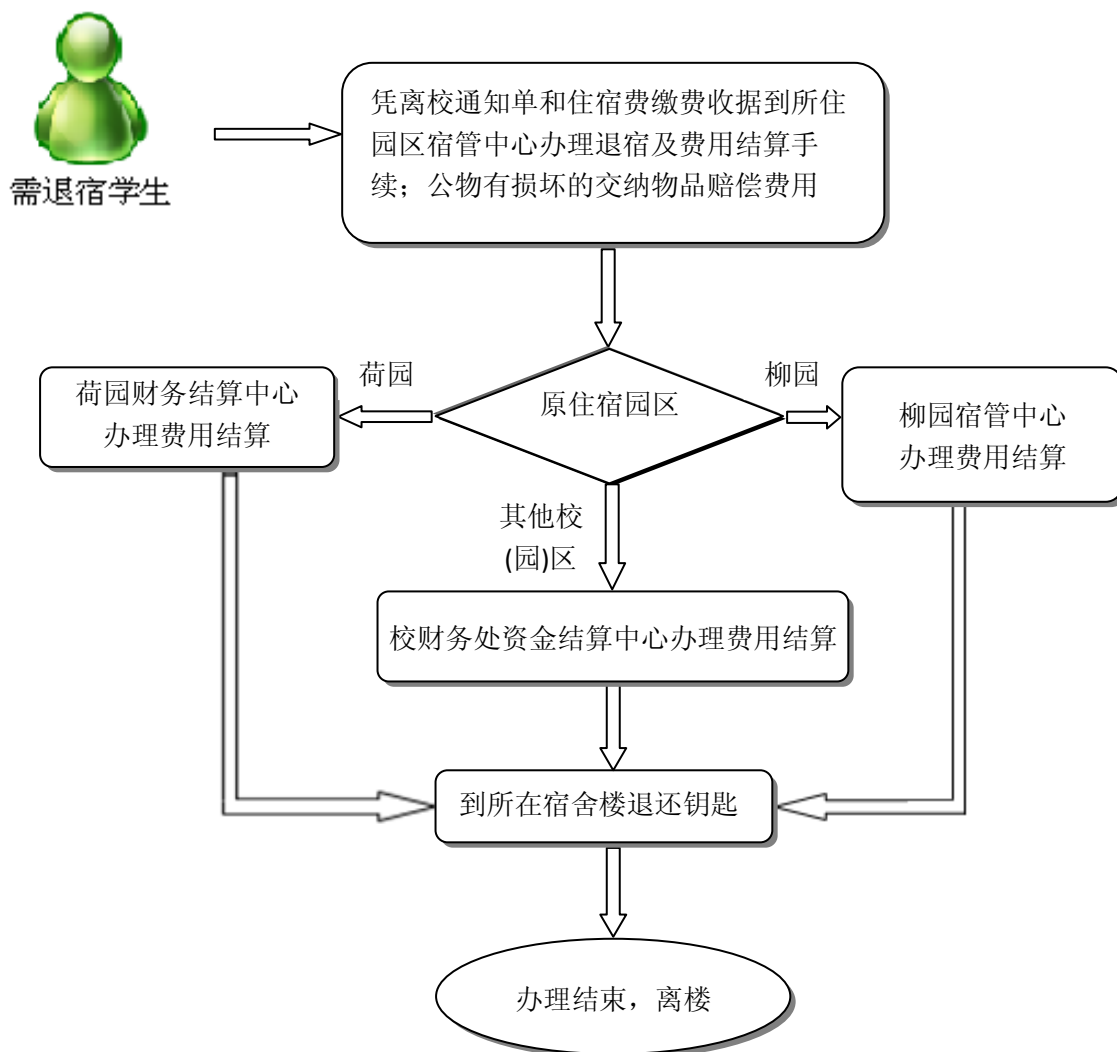 需退宿学生
凭离校通知单和住宿费缴费收据到所住
园区宿管中心办理退宿及费用结算手
续；公物有损坏的交纳物品赔偿费用
荷园
原住宿园区
柳园
荷园财务结算中心
办理费用结算
柳园宿管中心
办理费用结算
其他校
(园)区
校财务处资金结算中心办理费用结算
到所在宿舍楼退还钥匙
办理结束，离楼